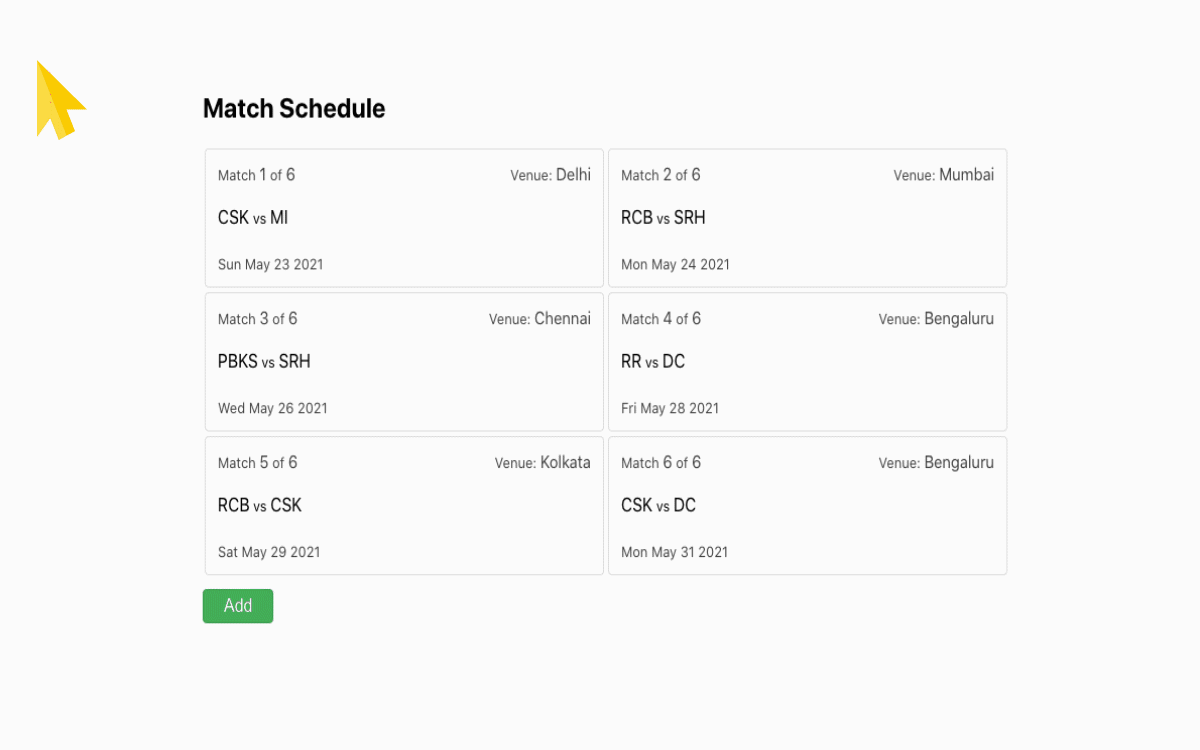 Match Schedule
Match 1 of 6 Venue: Delhi
CSK vs MI
Sun May 23 2021
Match 2 of 6 Venue: Mumbai
RCB vs SRH
Mon May 24 2021
Match 3 of 6 Venue: Chennai
PBKS vs SRH
Wed May 26 2021
Match 4 of 6 Venue: Bengaluru
RR vs DC
Fri May 28 2021
Match 5 of 6 Venue: Kolkata
RCB vs CSK
Sat May 29 2021
Match 6 of 6 Venue: Bengaluru
CSK vs DC
Mon May 31 2021
Add